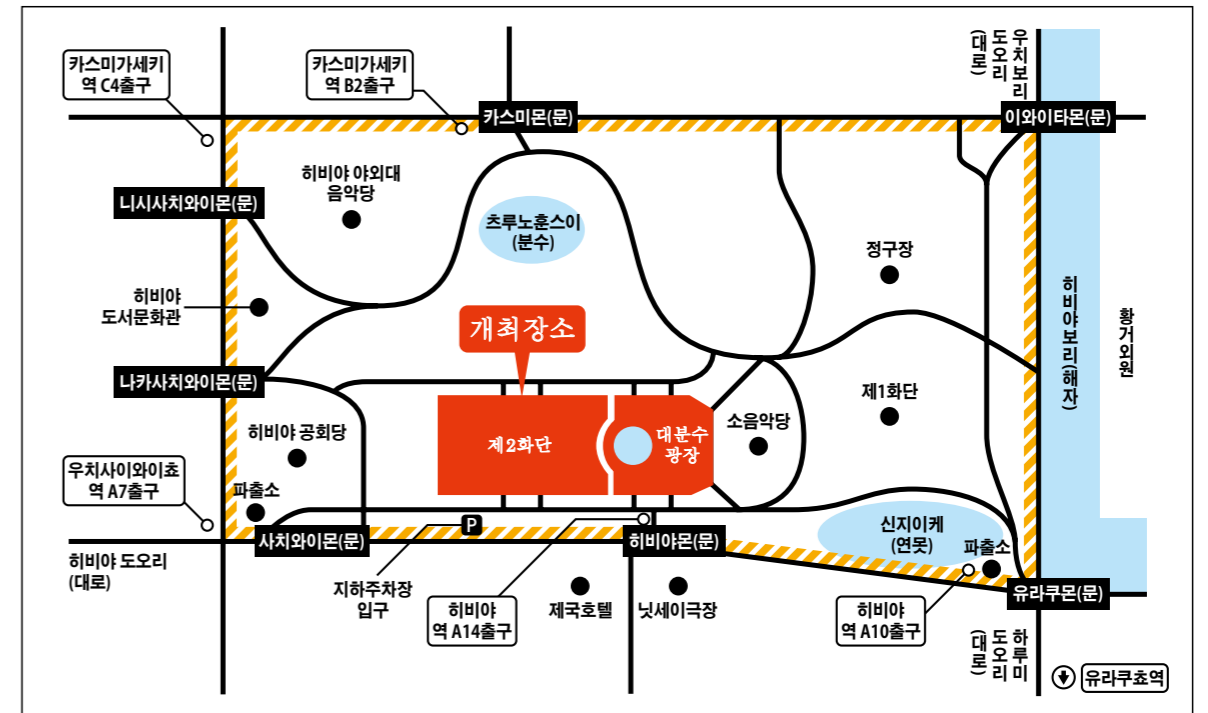 카스미가세키
역 C4출구
카스미가세키
역 B2출구
우치보리
도오리
(대로)
카스미몬(문)
이와이타몬(문)
히비야 야외대
음악당
니시사치와이몬(문)
츠루노훈스이
(분수)
정구장
히비야
도서문화관
개최장소
히비야보리(해자)
황거외원
나카사치와이몬(문)
제1화단
히비야 공회당
제2화단
대분수
광장
소음악당
우치사이와이쵸
역 A7출구
파출소
신지이케
(연못)
파출소
사치와이몬(문)
P
히비야몬(문)
히비야 도오리
(대로)
지하주차장
입구
히비야
역 A14출구
제국호텔
닛세이극장
히비야
역 A10출구
유라쿠몬(문)
하루미
도오리
(대로)
유라쿠쵸역